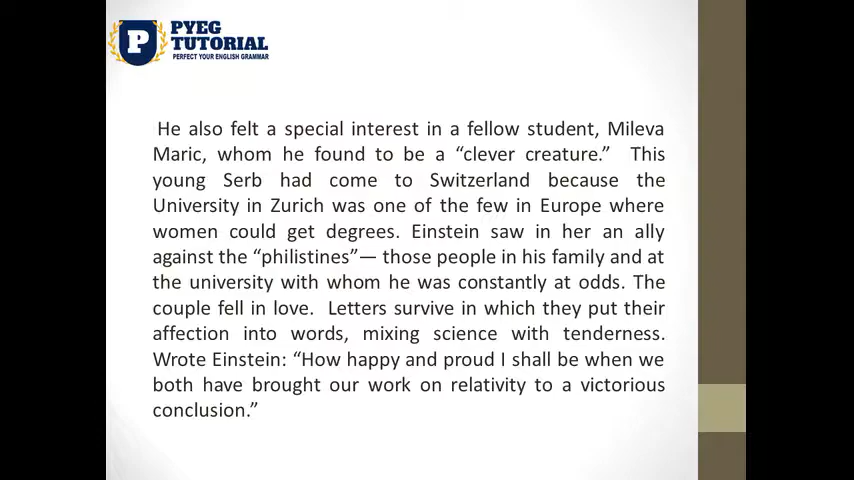 P
PYEG
TUTORIAL
PERFECT YOUR ENGLISH GRAMMAR
He also felt a special interest in a fellow student, Mileva
Maric, whom he found to be a “clever creature.” This
young Serb had come to Switzerland because the
University in Zurich was one of the few in Europe where
women could get degrees. Einstein saw in her an ally
against the “philistines”— those people in his family and at
the university with whom he was constantly at odds. The
couple fell in love. Letters survive in which they put their
affection into words, mixing science with tenderness.
Wrote Einstein: “How happy and proud I shall be when we
both have brought our work on relativity to a victorious
conclusion.”